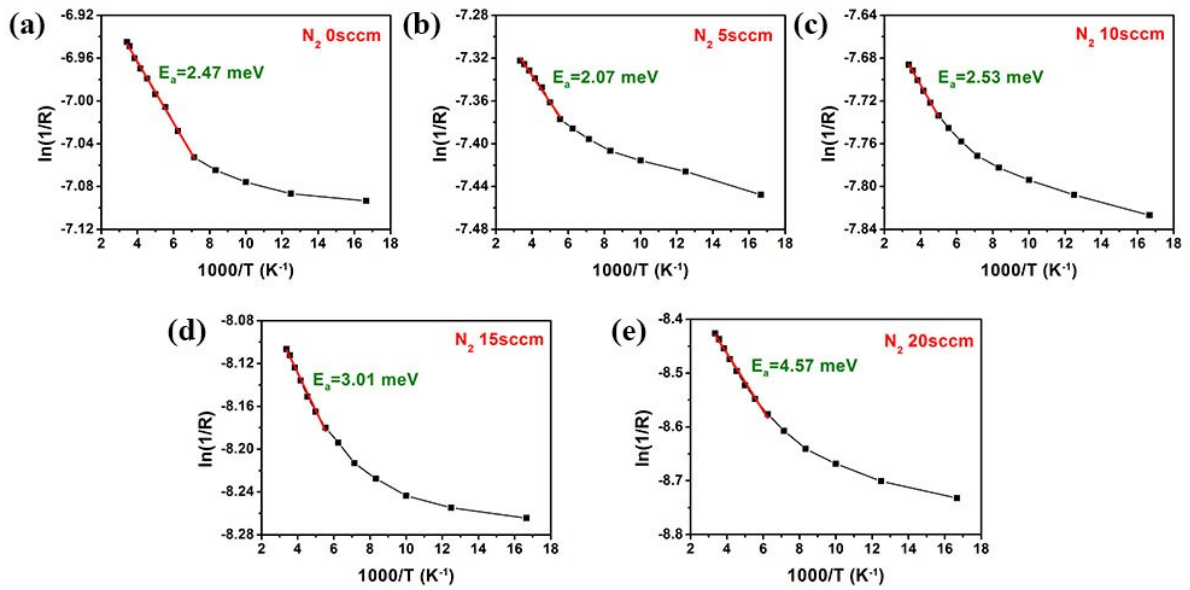 (a)
N2 0sccm
Ea=2.47 meV
ln(1/R)
-6.92
-6.96
-7.00
-7.04
-7.08
-7.12
2 4 6 8 10 12 14 16 18
1000/T (K-1)
(b)
N2 5sccm
Ea=2.07 meV
ln(1/R)
-7.28
-7.32
-7.36
-7.40
-7.44
-7.48
2 4 6 8 10 12 14 16 18
1000/T (K-1)
(c)
N2 10sccm
Ea=2.53 meV
ln(1/R)
-7.64
-7.68
-7.72
-7.76
-7.80
-7.84
2 4 6 8 10 12 14 16 18
1000/T (K-1)
(d)
N2 15sccm
Ea=3.01 meV
ln(1/R)
-8.08
-8.12
-8.16
-8.20
-8.24
-8.28
2 4 6 8 10 12 14 16 18
1000/T (K-1)
(e)
N2 20sccm
Ea=4.57 meV
ln(1/R)
-8.4
-8.5
-8.6
-8.7
-8.8
2 4 6 8 10 12 14 16 18
1000/T (K-1)